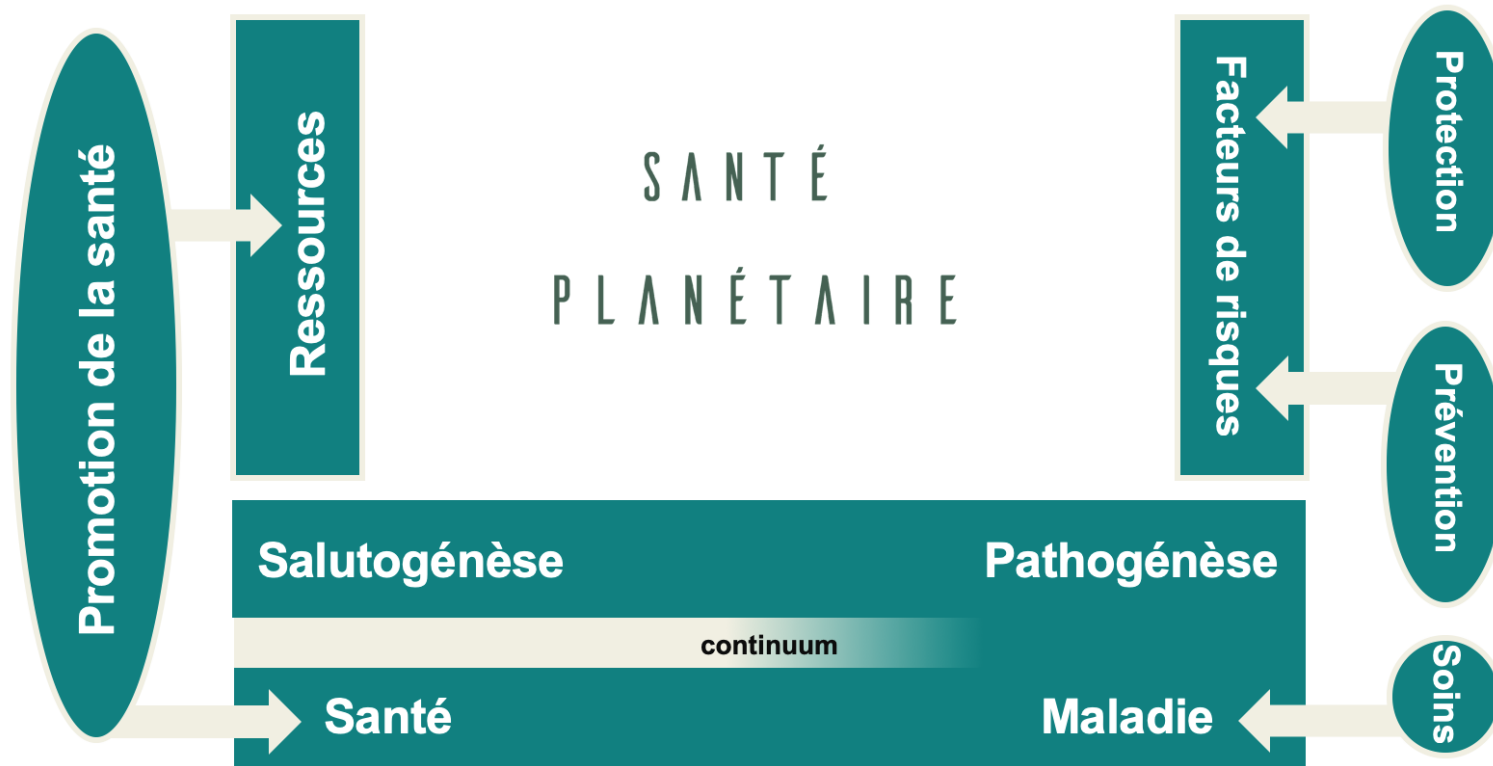 Promotion de la santé
Ressources
SANTÉ
PLANÉTAIRE
Facteurs de risques
Protection
Prévention
Soins
Salutogénèse
Pathogénèse
continuum
Santé
Maladie